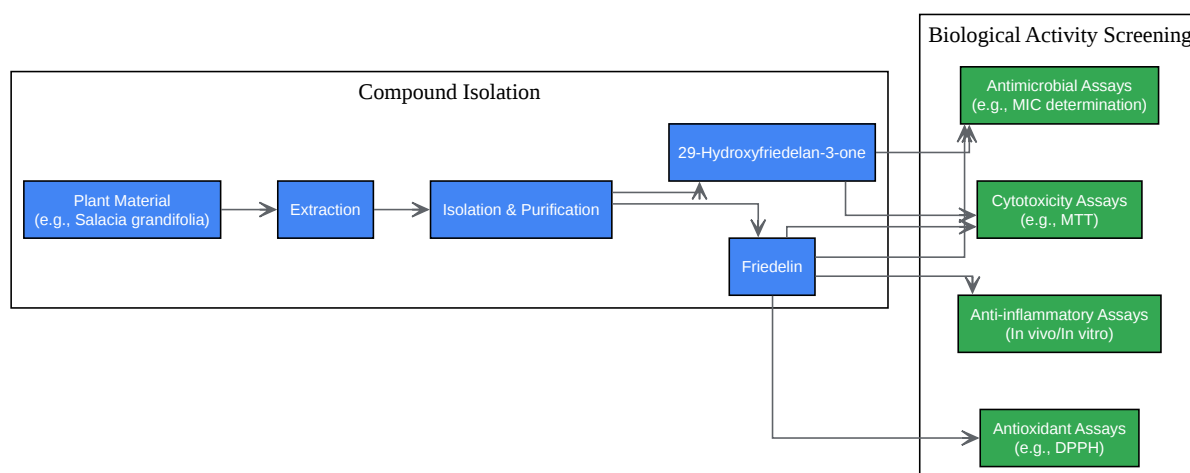 Biological Activity Screening
Compound Isolation
Plant Material
(e.g., Salacia grandifolia)
Extraction
Isolation & Purification
29-Hydroxyfriedelan-3-one
Friedelin
Antimicrobial Assays
(e.g., MIC determination)
Cytotoxicity Assays
(e.g., MTT)
Anti-inflammatory Assays
(In vivo/In vitro)
Antioxidant Assays
(e.g., DPPH)